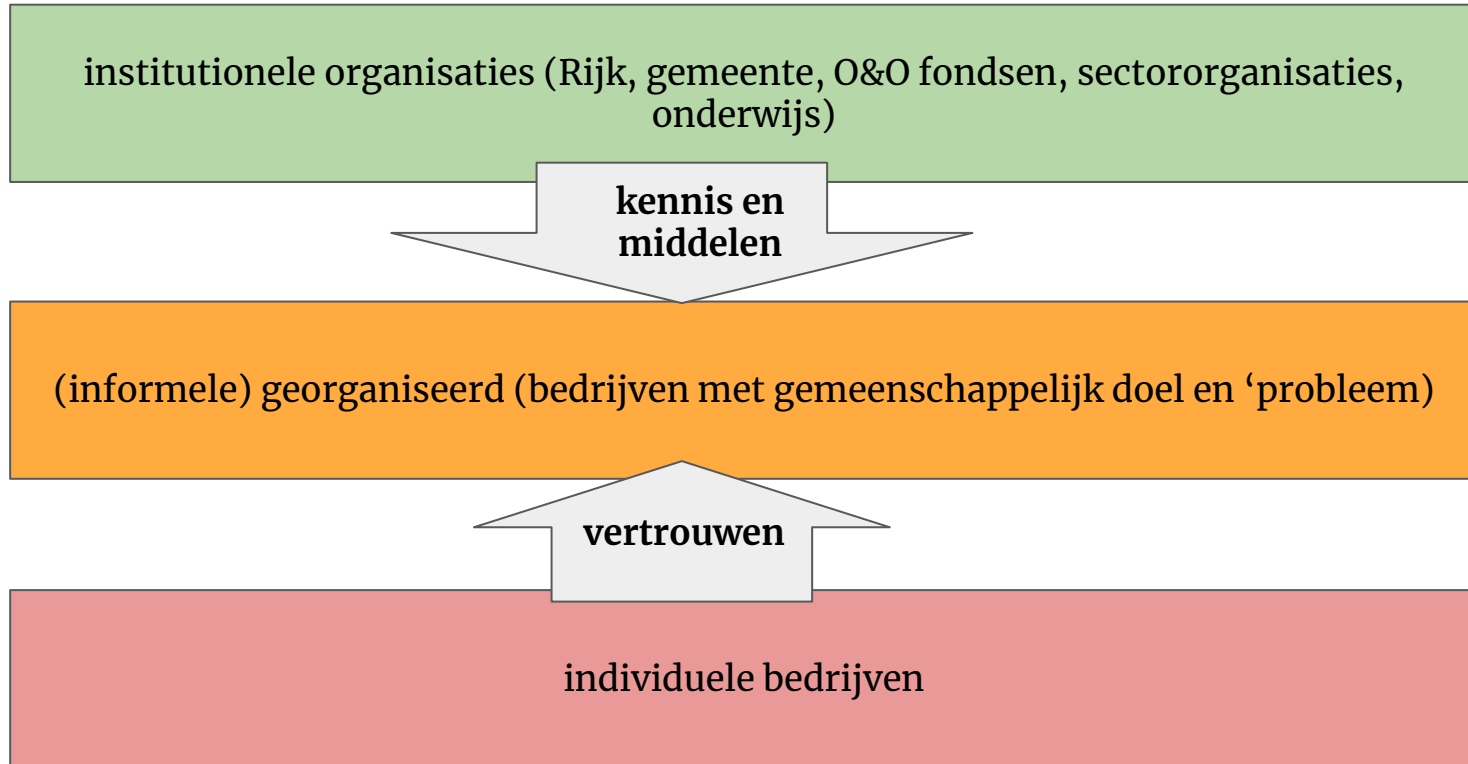 institutionele organisaties (Rijk, gemeente, O&O fondsen, sectororganisaties,
onderwijs)
kennis en
middelen
(informele) georganiseerd (bedrijven met gemeenschappelijk doel en ‘probleem)
vertrouwen
individuele bedrijven